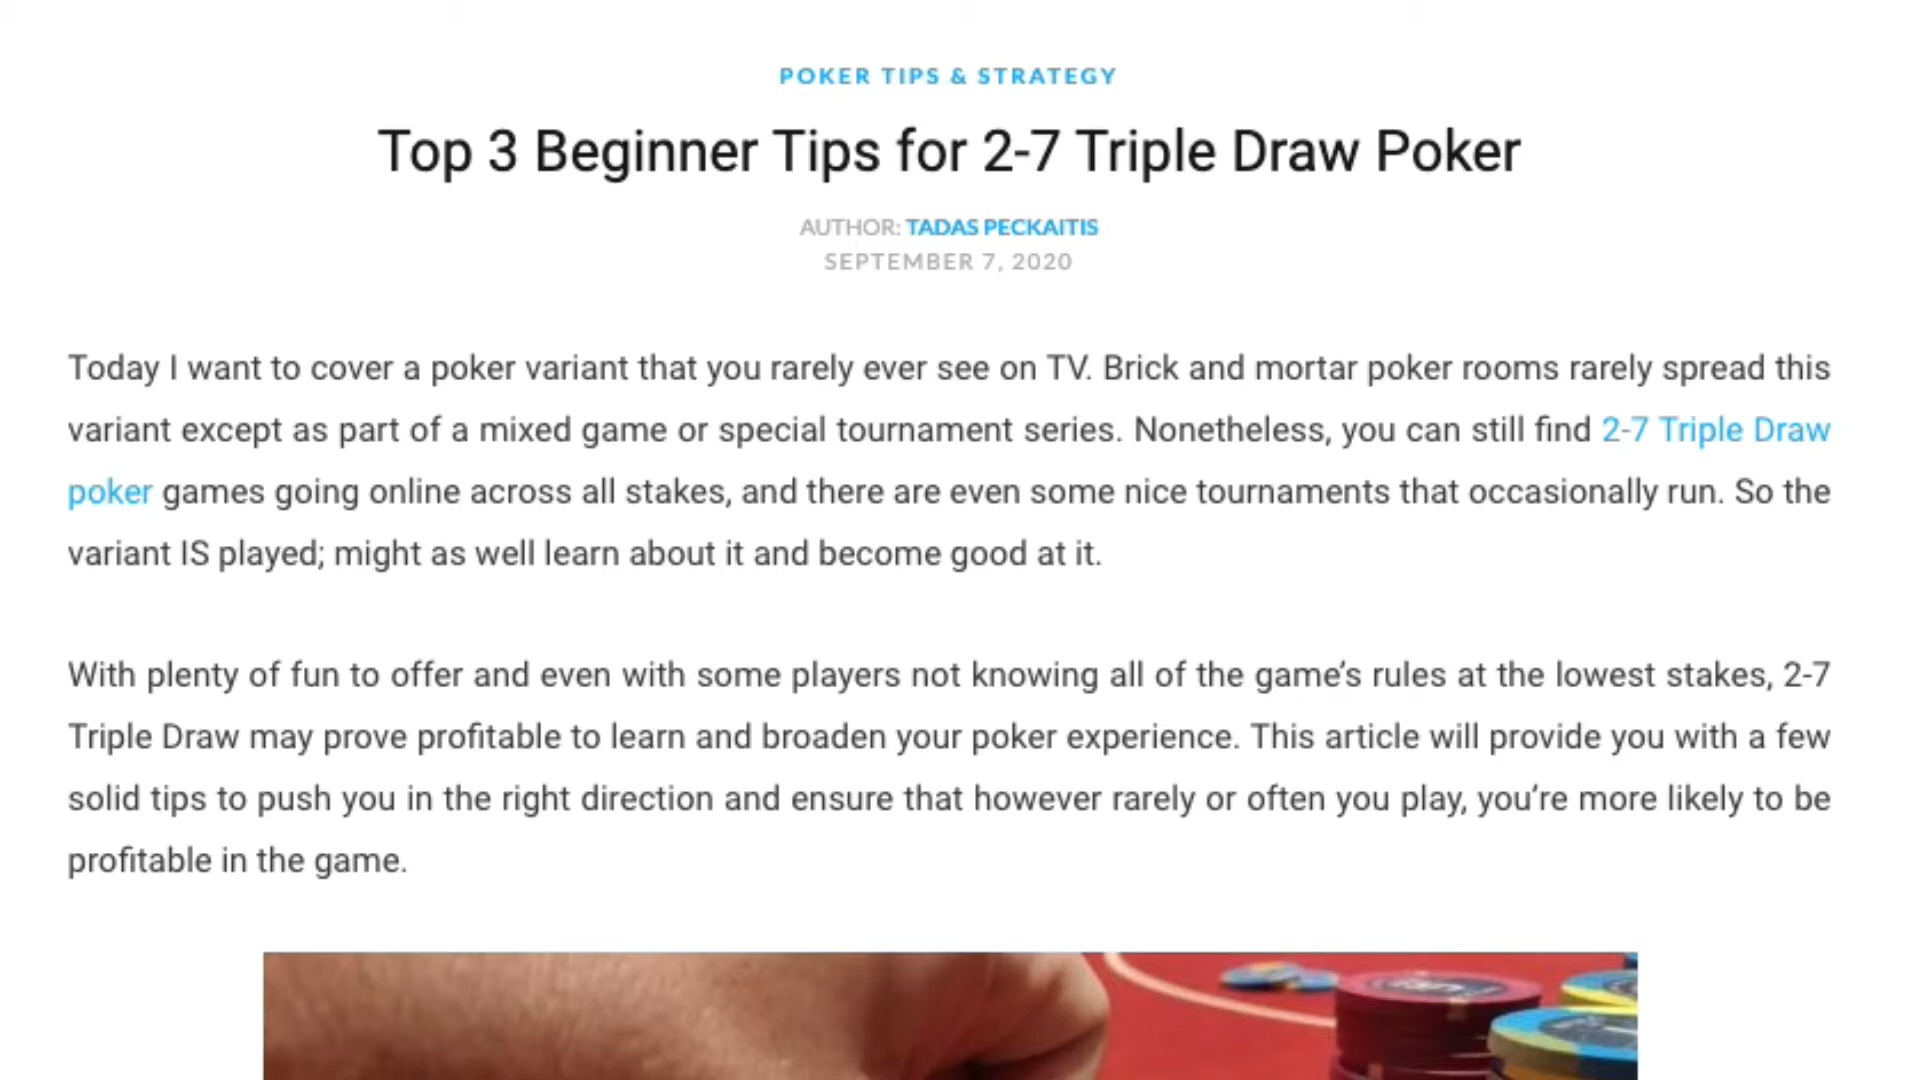 POKER TIPS & STRATEGY
Top 3 Beginner Tips for 2-7 Triple Draw Poker
AUTHOR: TADAS PECKAITIS
SEPTEMBER 7, 2020
Today I want to cover a poker variant that you rarely ever see on TV. Brick and mortar poker rooms rarely spread this
variant except as part of a mixed game or special tournament series. Nonetheless, you can still find 2-7 Triple Draw
poker games going online across all stakes, and there are even some nice tournaments that occasionally run. So the
variant IS played; might as well learn about it and become good at it.
With plenty of fun to offer and even with some players not knowing all of the game’s rules at the lowest stakes, 2-7
Triple Draw may prove profitable to learn and broaden your poker experience. This article will provide you with a few
solid tips to push you in the right direction and ensure that however rarely or often you play, you’re more likely to be
profitable in the game.